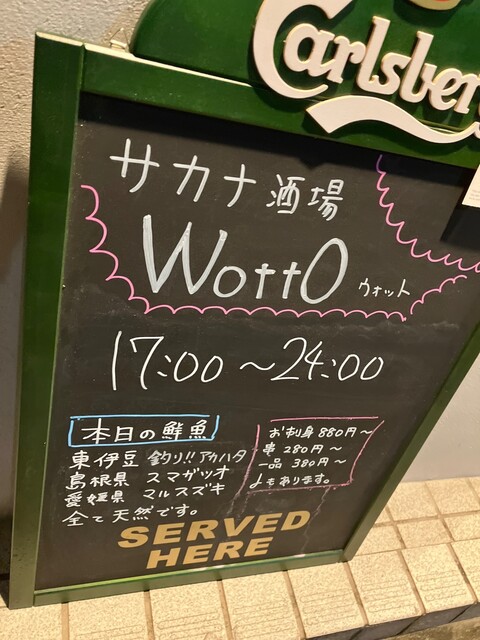 Carlsberg
サカナ酒場
WottO ウォット
17:00～24:00
本日の鮮魚
東伊豆 釣り!! アカハタ
島根県 スマガツオ
愛媛県 マルスズキ
全て天然です。
お刺身 880円～
串 280円～
一品 380円～
もあります。
SERVED
HERE